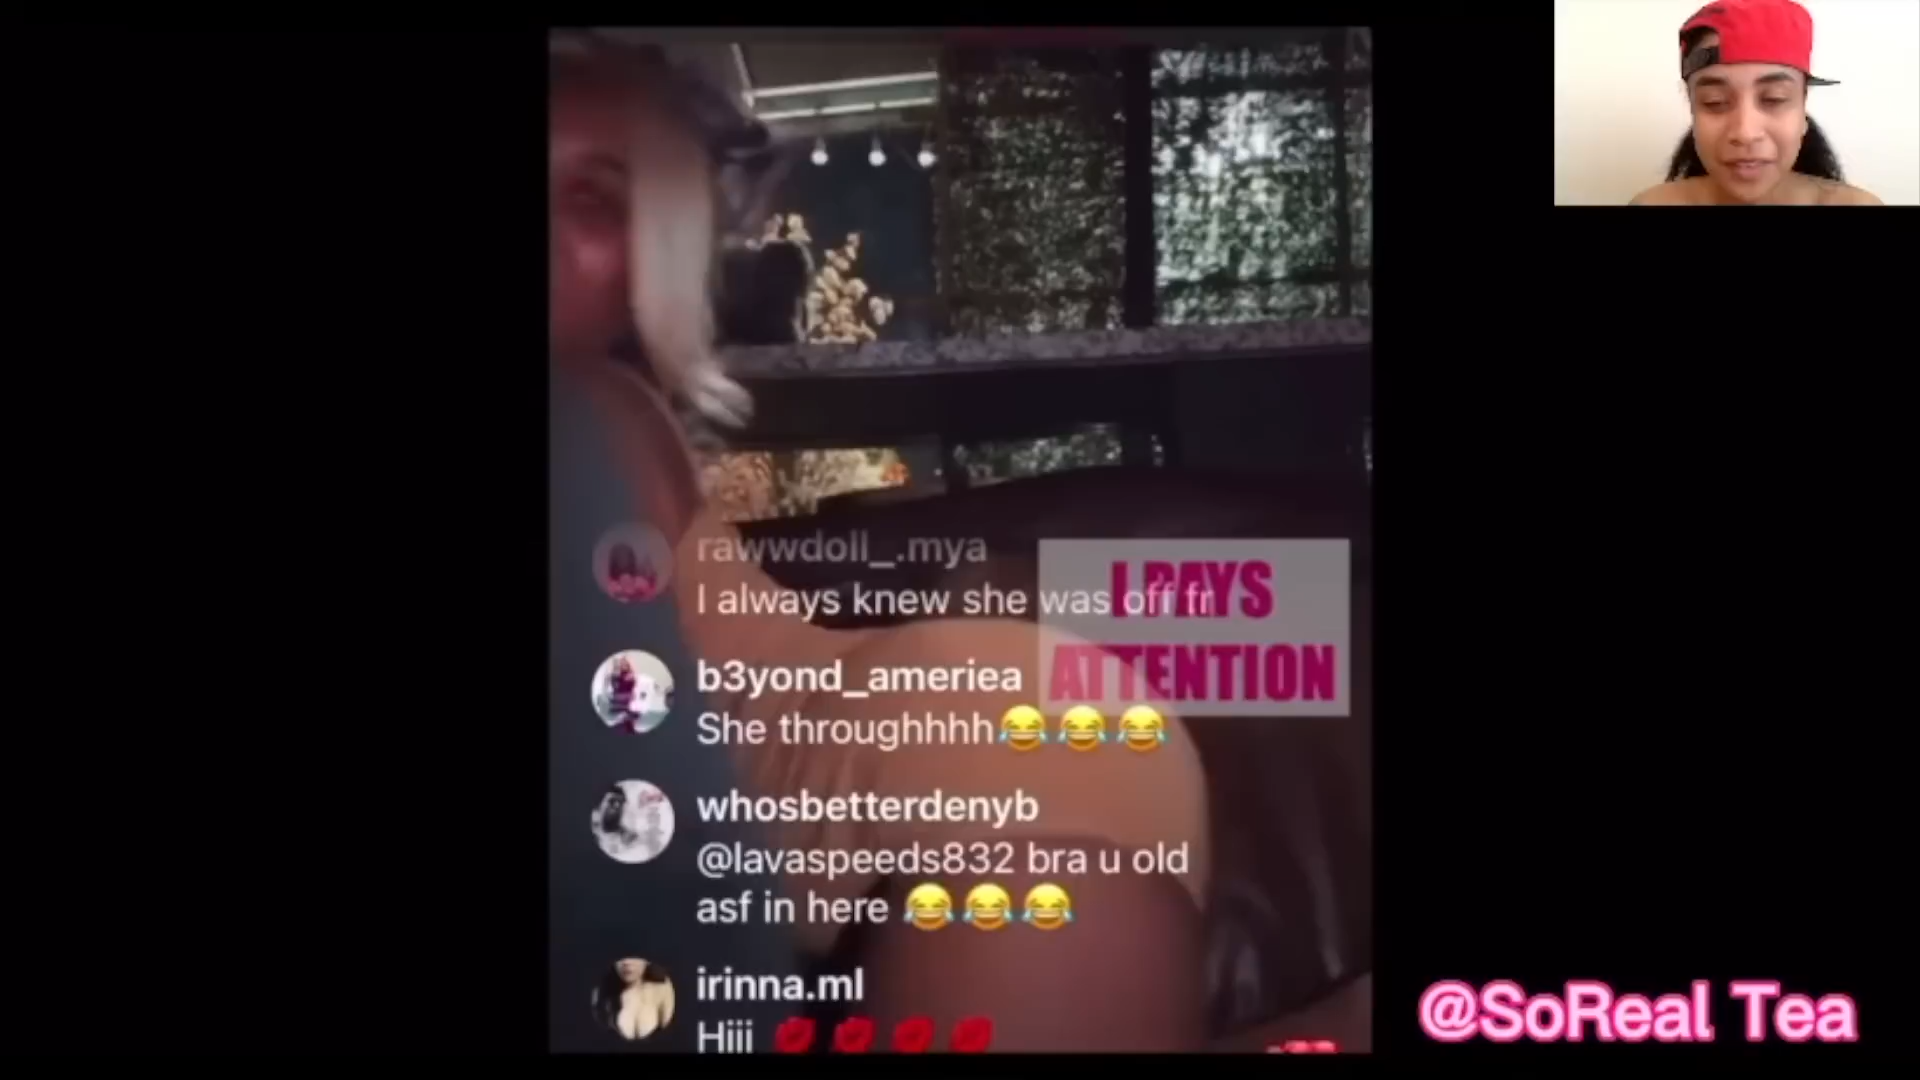 rawwdoll_.mya
I always knew she was off fr
I PAYS
ATTENTION
b3yond_ameriea
She throughhhh😂😂😂
whosbetterdenyb
@lavaspeeds832 bra u old
asf in here 😂😂😂
irinna.ml
Hiii 💋💋💋💋
@SoReal Tea